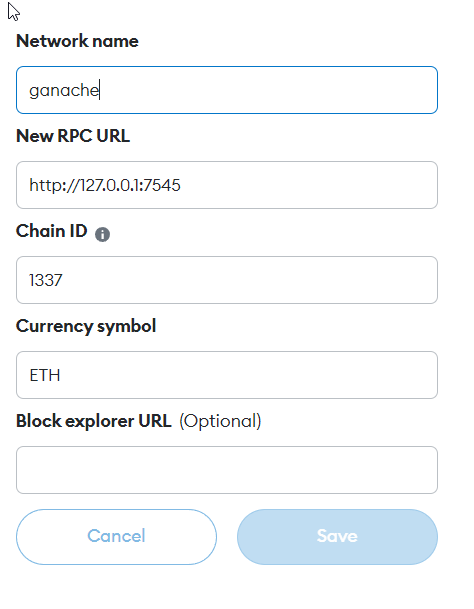 Network name
ganache
New RPC URL
http://127.0.0.1:7545
Chain ID
1337
Currency symbol
ETH
Block explorer URL (Optional)
Cancel Save